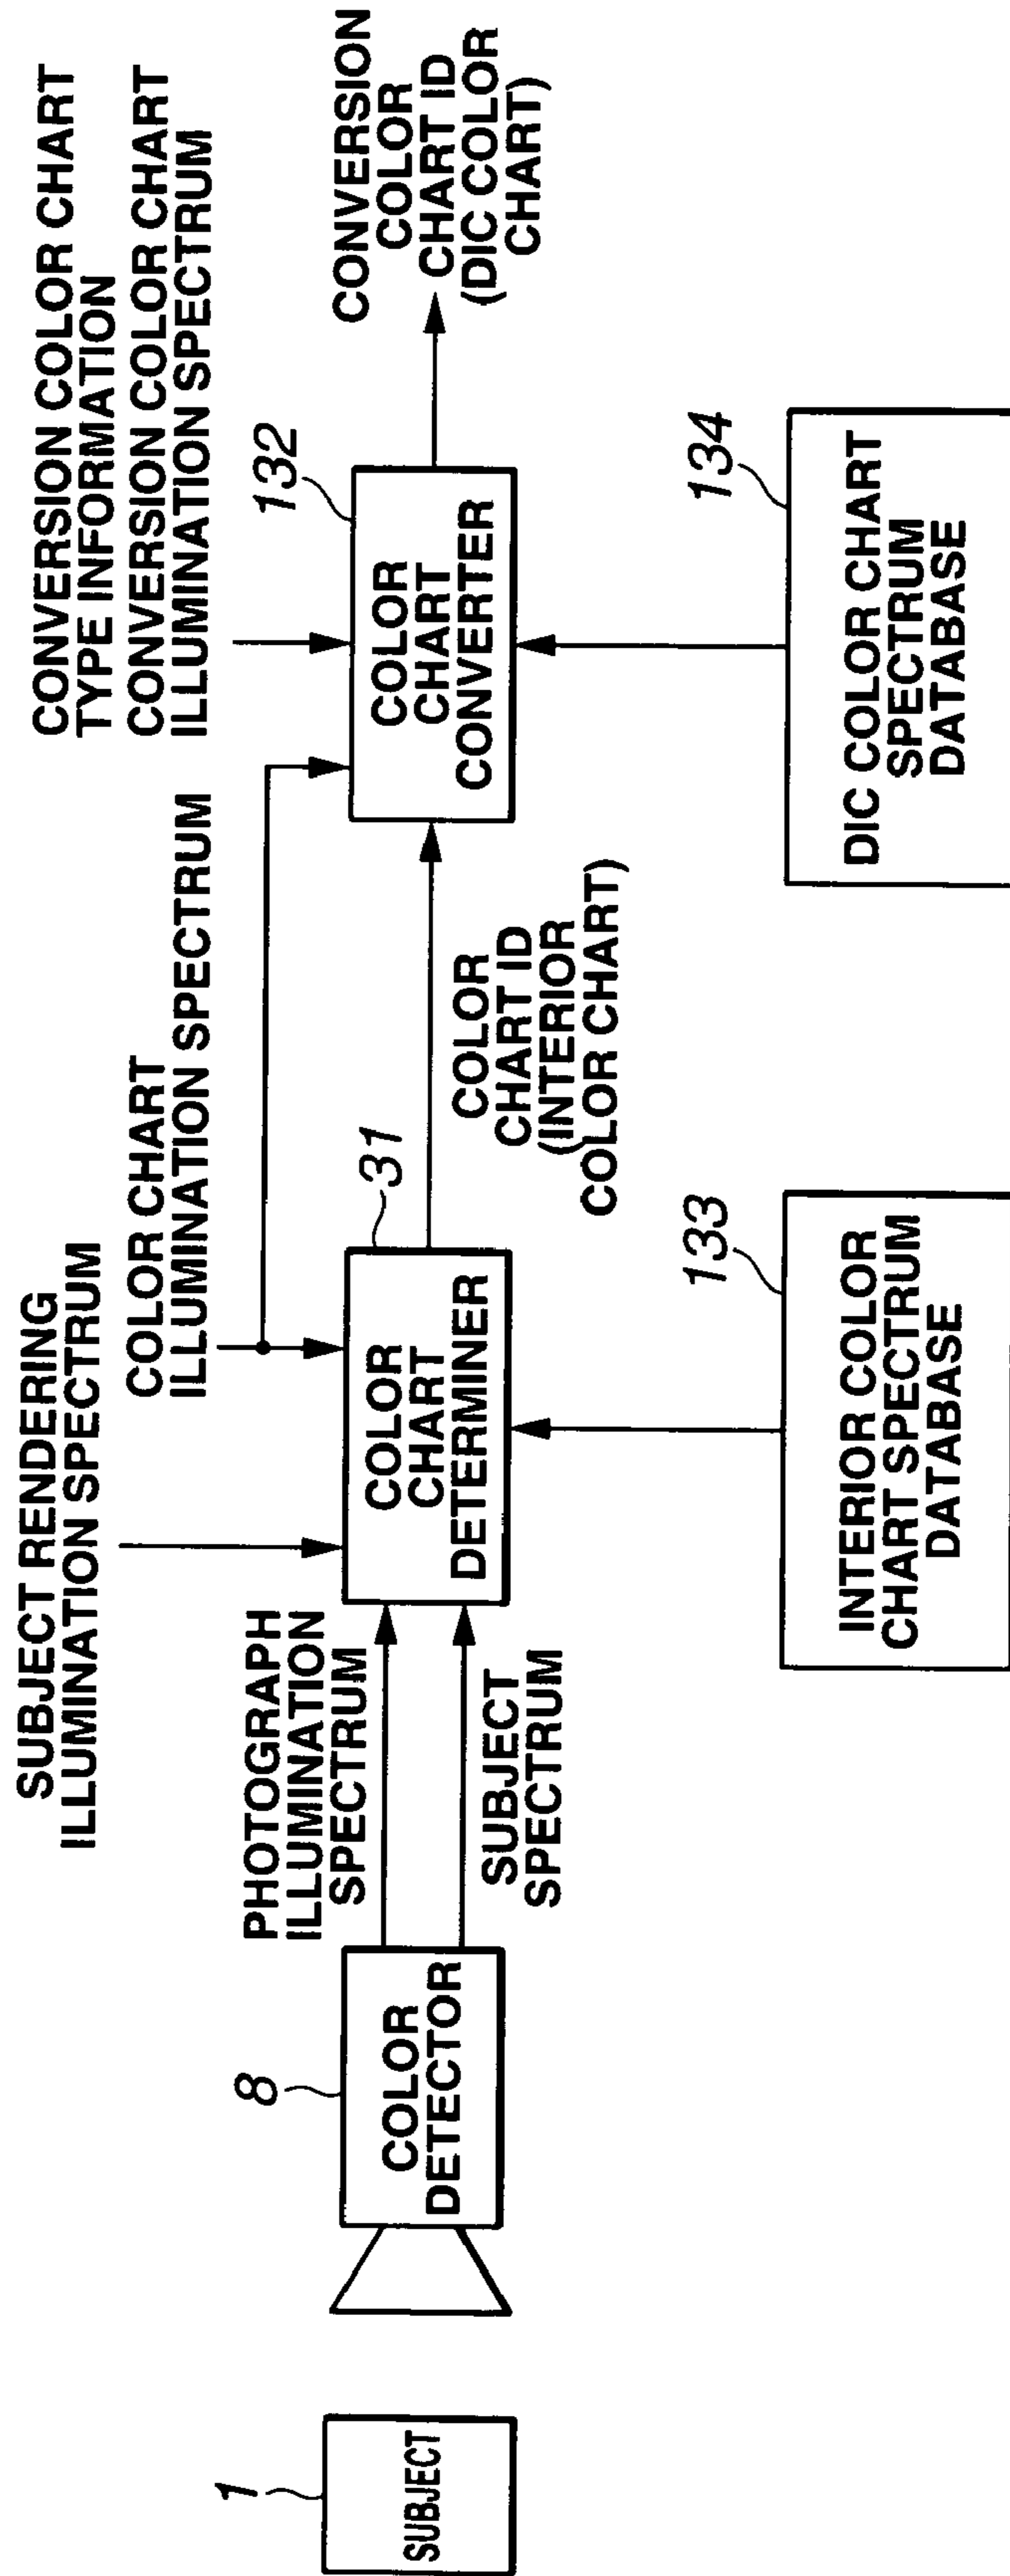 1
SUBJECT
8
COLOR
DETECTOR
PHOTOGRAPH
ILLUMINATION
SPECTRUM
SUBJECT
SPECTRUM
SUBJECT RENDERING
ILLUMINATION SPECTRUM
COLOR CHART
ILLUMINATION SPECTRUM
31
COLOR
CHART
DETERMINER
133
INTERIOR COLOR
CHART SPECTRUM
DATABASE
COLOR
CHART ID
(INTERIOR
COLOR CHART)
CONVERSION COLOR CHART
TYPE INFORMATION
CONVERSION COLOR CHART
ILLUMINATION SPECTRUM
132
COLOR
CHART
CONVERTER
134
DIC COLOR CHART
SPECTRUM
DATABASE
CONVERSION
COLOR
CHART ID
(DIC COLOR
CHART)